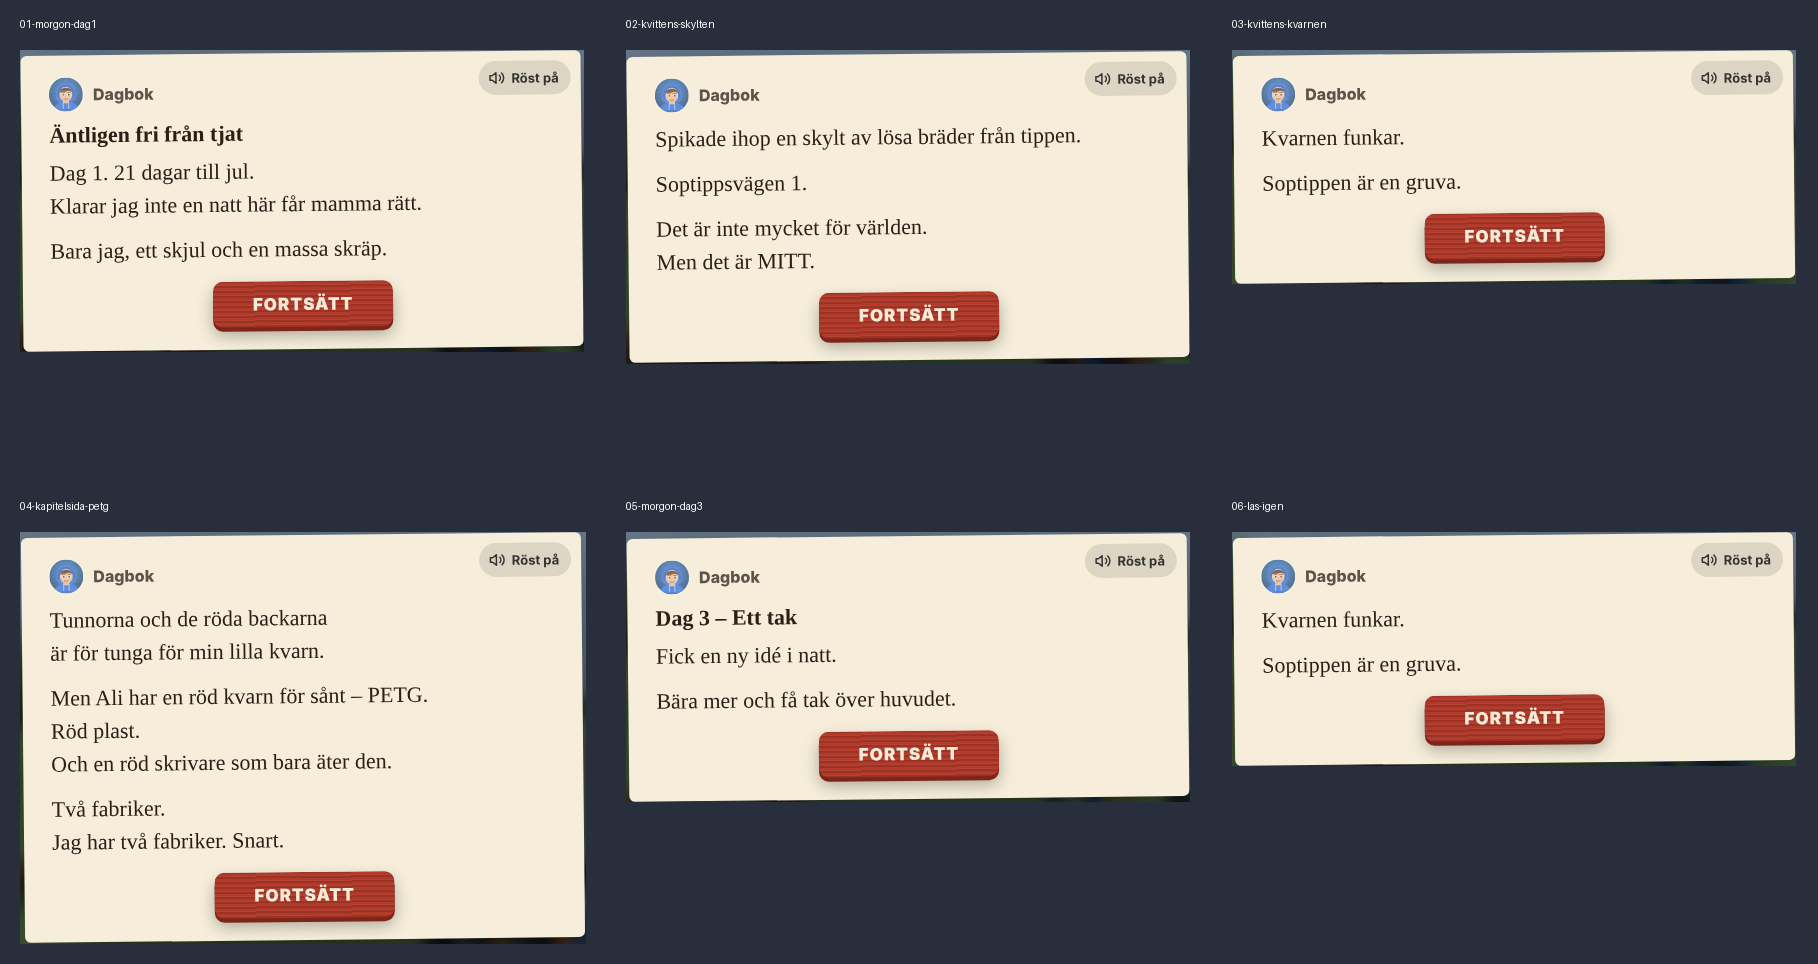 01-morgon-dag1
Röst på
Dagbok
Äntligen fri från tjat
Dag 1. 21 dagar till jul.
Klarar jag inte en natt här får mamma rätt.
Bara jag, ett skjul och en massa skräp.
FORTSÄTT
02-kvittens-skylten
Röst på
Dagbok
Spikade ihop en skylt av lösa bräder från tippen.
Soptippsvägen 1.
Det är inte mycket för världen.
Men det är MITT.
FORTSÄTT
03-kvittens-kvarnen
Röst på
Dagbok
Kvarnen funkar.
Soptippen är en gruva.
FORTSÄTT
04-kapitelsida-petg
Röst på
Dagbok
Tunnorna och de röda backarna
är för tunga för min lilla kvarn.
Men Ali har en röd kvarn för sånt – PETG.
Röd plast.
Och en röd skrivare som bara äter den.
Två fabriker.
Jag har två fabriker. Snart.
FORTSÄTT
05-morgon-dag3
Röst på
Dagbok
Dag 3 – Ett tak
Fick en ny idé i natt.
Bära mer och få tak över huvudet.
FORTSÄTT
06-las-igen
Röst på
Dagbok
Kvarnen funkar.
Soptippen är en gruva.
FORTSÄTT